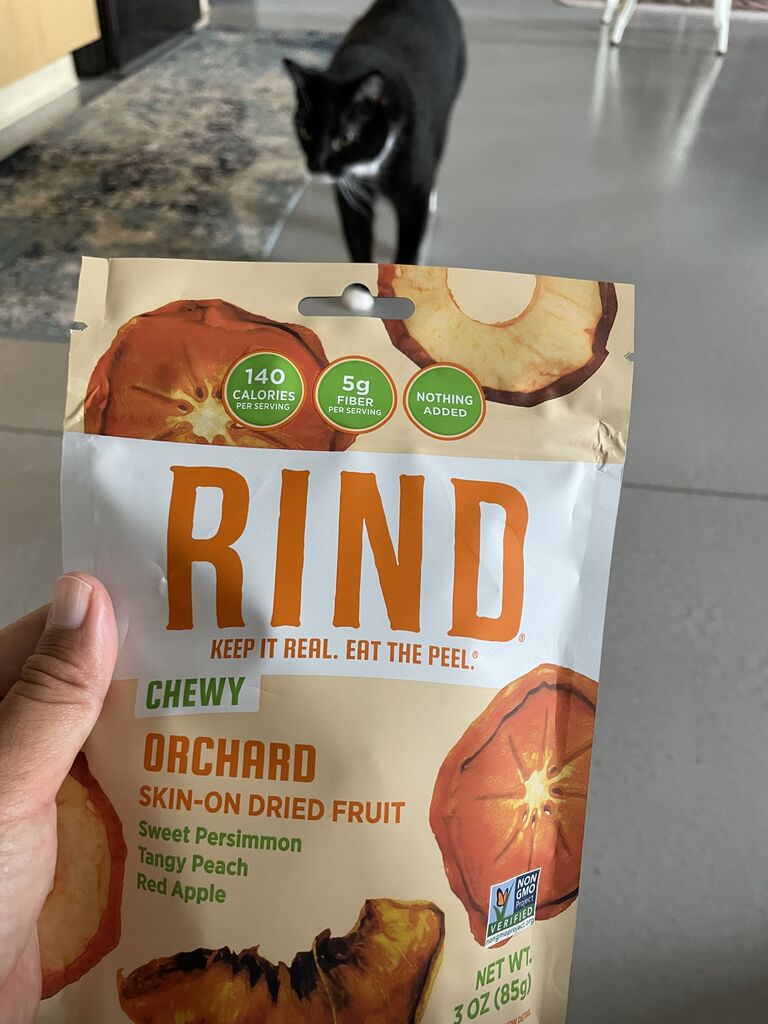 140
CALORIES
PER SERVING
5g
FIBER
PER SERVING
NOTHING
ADDED
RIND®
KEEP IT REAL. EAT THE PEEL.®
CHEWY
ORCHARD
SKIN-ON DRIED FRUIT
Sweet Persimmon
Tangy Peach
Red Apple
NON
GMO
Project
VERIFIED
nongmoproject.org
NET WT.
3 OZ (85g)